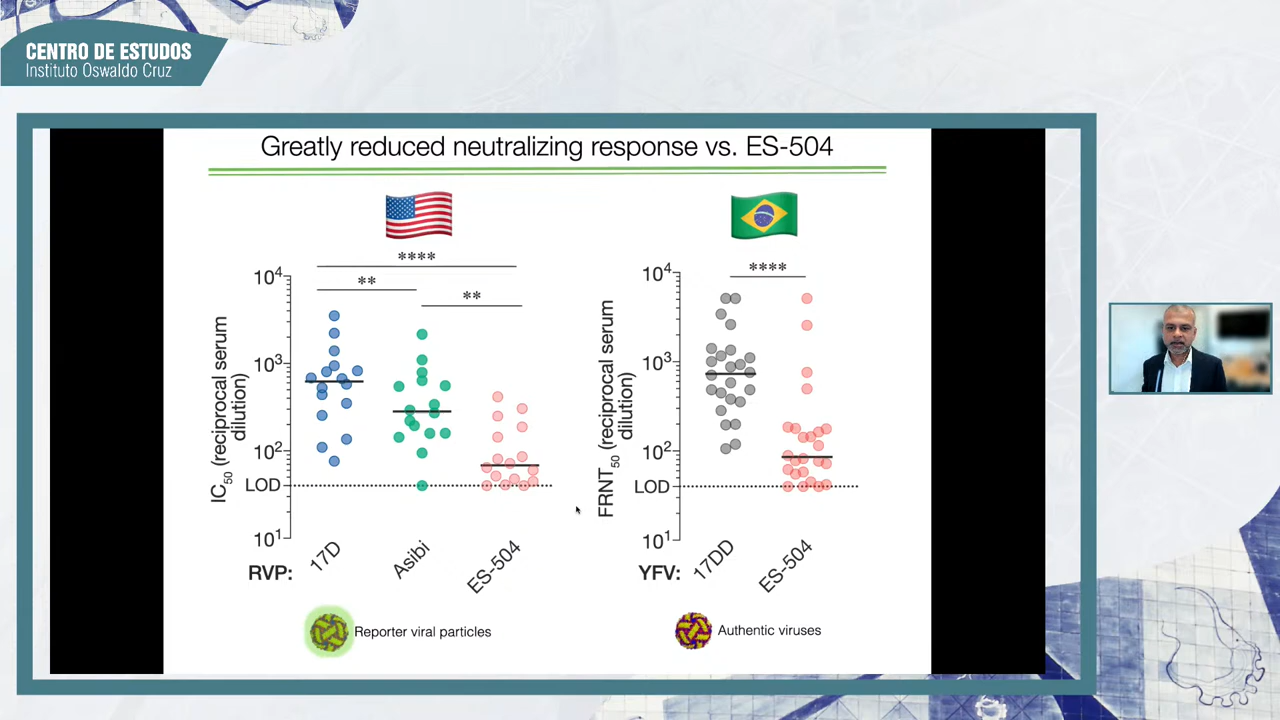 CENTRO DE ESTUDOS
Instituto Oswaldo Cruz
Greatly reduced neutralizing response vs. ES-504
****
**
**
10⁴
10³
10²
LOD
10¹
IC₅₀ (reciprocal serum
dilution)
RVP:
17D
Asibi
ES-504
Reporter viral particles
****
10⁴
10³
10²
LOD
10¹
FRNT₅₀ (reciprocal serum
dilution)
YFV:
17DD
ES-504
Authentic viruses